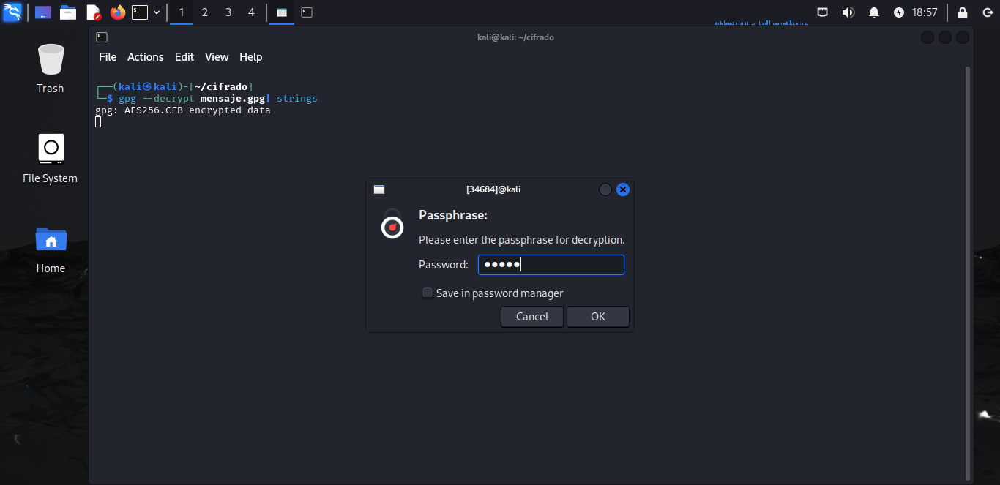 1 2 3 4 18:57
kali@kali: ~/cifrado
File Actions Edit View Help
┌──(kali㉿kali)-[~/cifrado]
└─$ gpg --decrypt mensaje.gpg| strings
gpg: AES256.CFB encrypted data
Trash
File System
Home
[34684]@kali
Passphrase:
Please enter the passphrase for decryption.
Password: ●●●●●
Save in password manager
Cancel OK